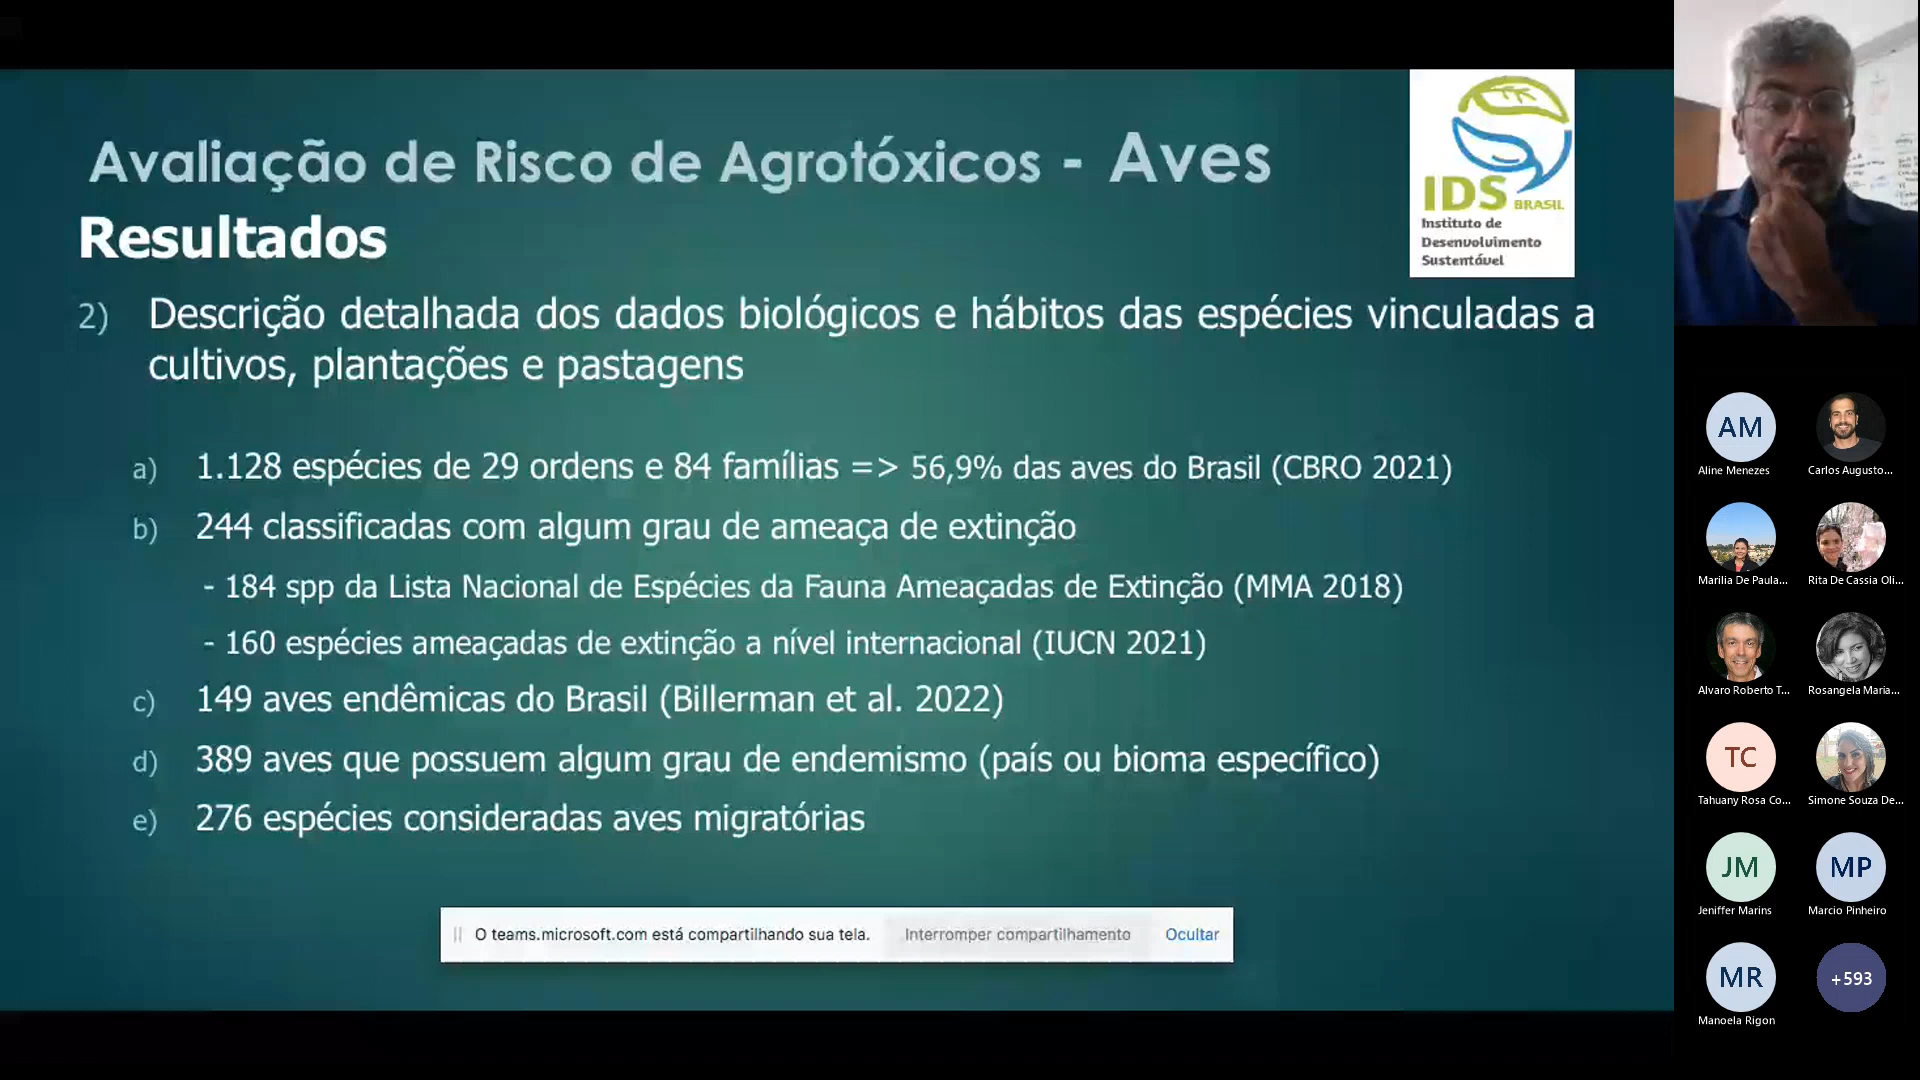 Avaliação de Risco de Agrotóxicos - Aves
Resultados
IDS BRASIL
Instituto de
Desenvolvimento
Sustentável
2) Descrição detalhada dos dados biológicos e hábitos das espécies vinculadas a
cultivos, plantações e pastagens
a) 1.128 espécies de 29 ordens e 84 famílias => 56,9% das aves do Brasil (CBRO 2021)
b) 244 classificadas com algum grau de ameaça de extinção
- 184 spp da Lista Nacional de Espécies da Fauna Ameaçadas de Extinção (MMA 2018)
- 160 espécies ameaçadas de extinção a nível internacional (IUCN 2021)
c) 149 aves endêmicas do Brasil (Billerman et al. 2022)
d) 389 aves que possuem algum grau de endemismo (país ou bioma específico)
e) 276 espécies consideradas aves migratórias
O teams.microsoft.com está compartilhando sua tela. Interromper compartilhamento Ocultar
AM
Aline Menezes Carlos Augusto...
Marilia De Paula... Rita De Cassia Oli...
Alvaro Roberto T... Rosangela Maria...
TC
Tahuany Rosa Co... Simone Souza De...
JM MP
Jeniffer Marins Marcio Pinheiro
MR +593
Manoela Rigon